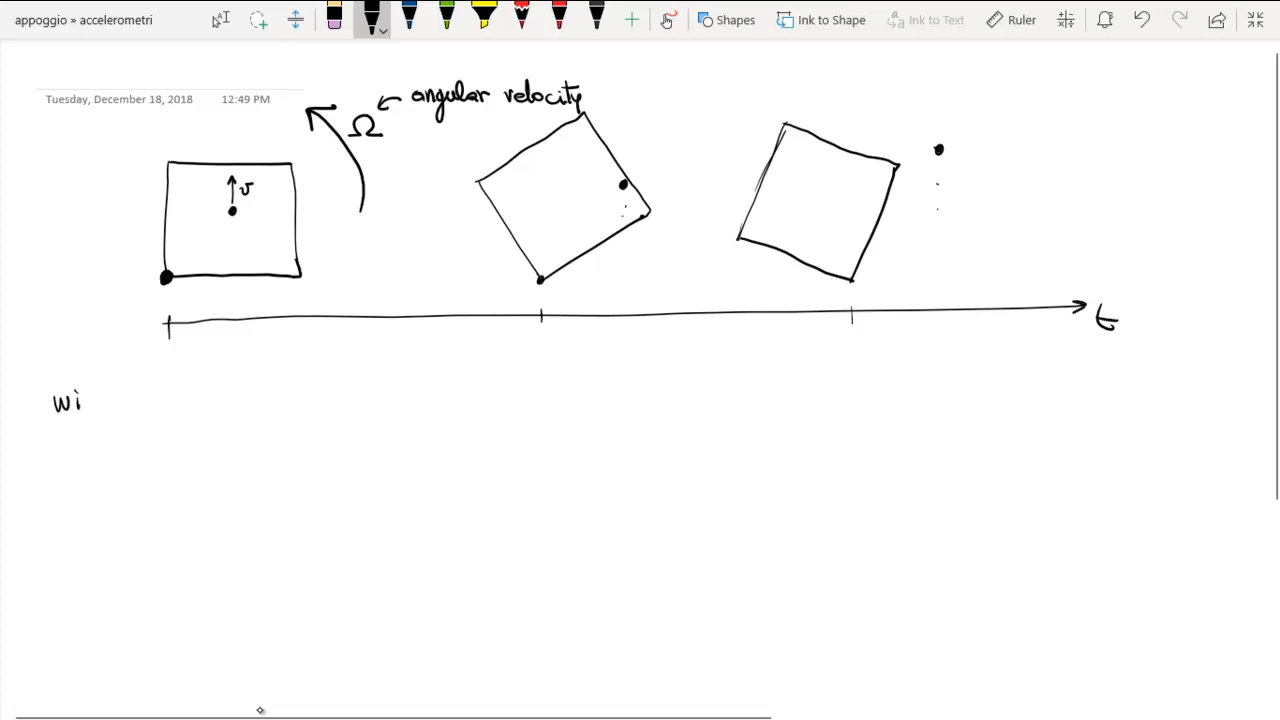 appoggio » accelerometri
Shapes
Ink to Shape
Ink to Text
Ruler
Tuesday, December 18, 2018 12:49 PM
Ω ← angular velocity
v
t
wi